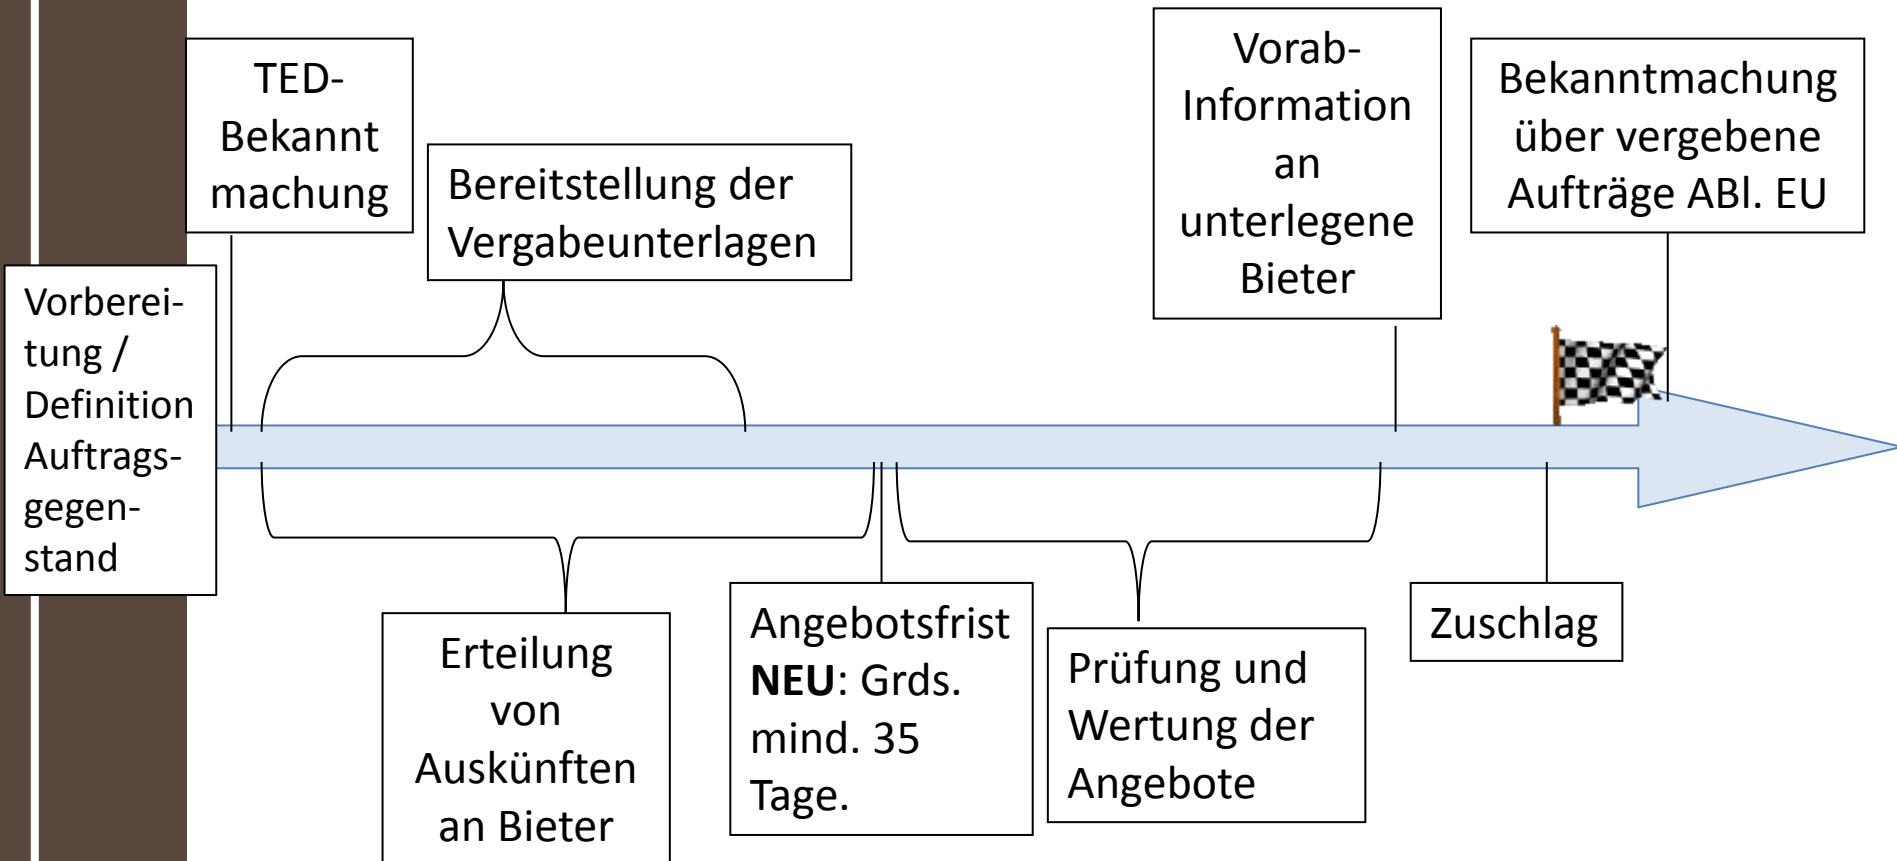 TED-
Bekannt
machung
Bereitstellung der
Vergabeunterlagen
Vorab-
Information
an
unterlegene
Bieter
Bekanntmachung
über vergebene
Aufträge ABl. EU
Vorberei-
tung /
Definition
Auftrags-
gegen-
stand
Erteilung
von
Auskünften
an Bieter
Angebotsfrist
NEU: Grds.
mind. 35
Tage.
Prüfung und
Wertung der
Angebote
Zuschlag